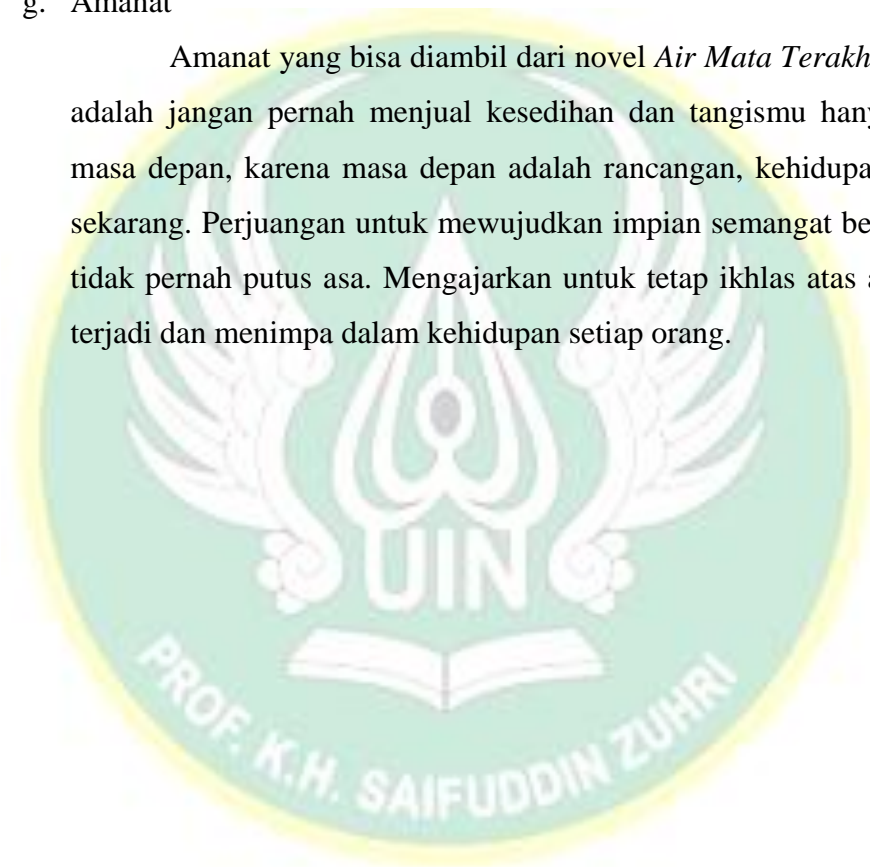 g. Amanat
Amanat yang bisa diambil dari novel Air Mata Terakh
adalah jangan pernah menjual kesedihan dan tangismu hany
masa depan, karena masa depan adalah rancangan, kehidupa
sekarang. Perjuangan untuk mewujudkan impian semangat be
tidak pernah putus asa. Mengajarkan untuk tetap ikhlas atas a
terjadi dan menimpa dalam kehidupan setiap orang.
UIN
PROF. K.H. SAIFUDDIN ZUHRI